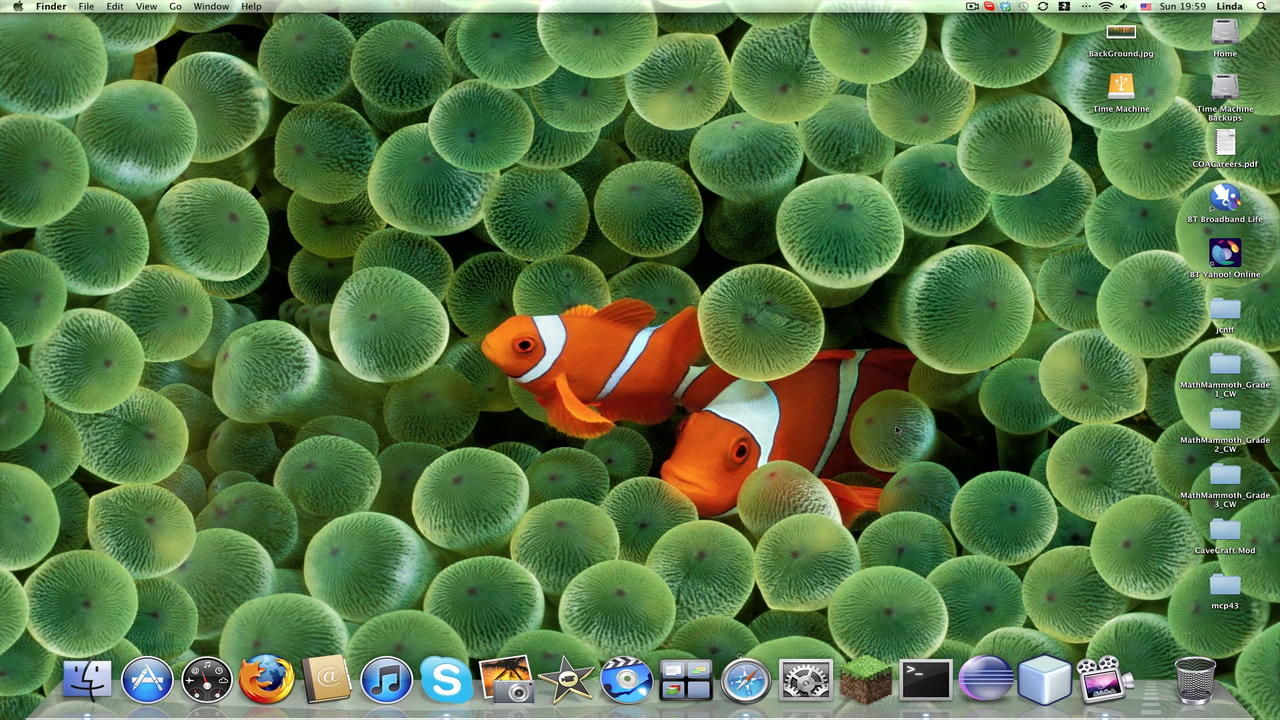 Finder File Edit View Go Window Help
Sun 19:59 Linda
BackGround.jpg
Home
Time Machine
Time Machine
Backups
COACareers.pdf
BT Broadband Life
BT Yahoo! Online
Jcnff
MathMammoth_Grade
1_CW
MathMammoth_Grade
2_CW
MathMammoth_Grade
3_CW
CaveCraft Mod
mcp43